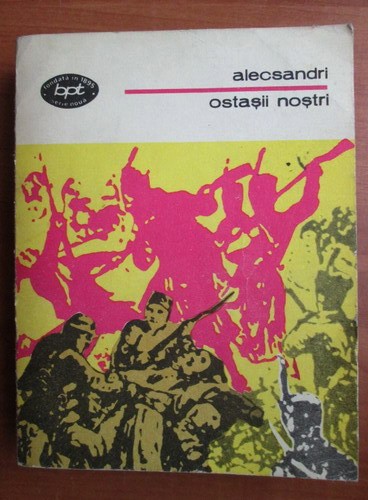 alecsandri
ostașii noștri
fondată în 1895
bpt
serie nouă